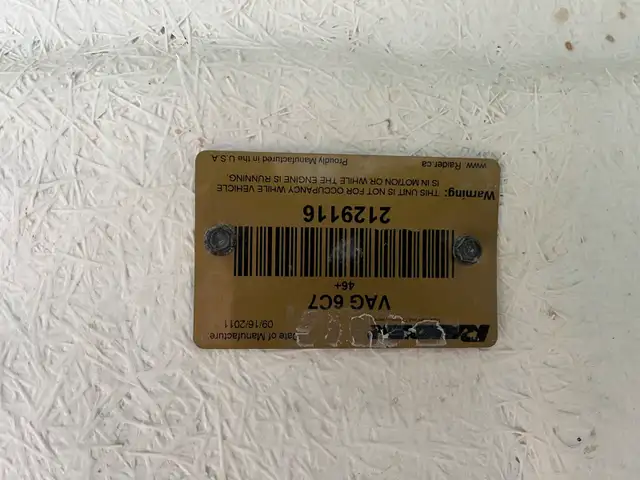 Date of Manufacture:
09/16/2011
VAG 6C7
46+
2129116
Warning: THIS UNIT IS NOT FOR OCCUPANCY WHILE VEHICLE
IS IN MOTION OR WHILE THE ENGINE IS RUNNING.
www.Raider.ca Proudly Manufactured in the U.S.A